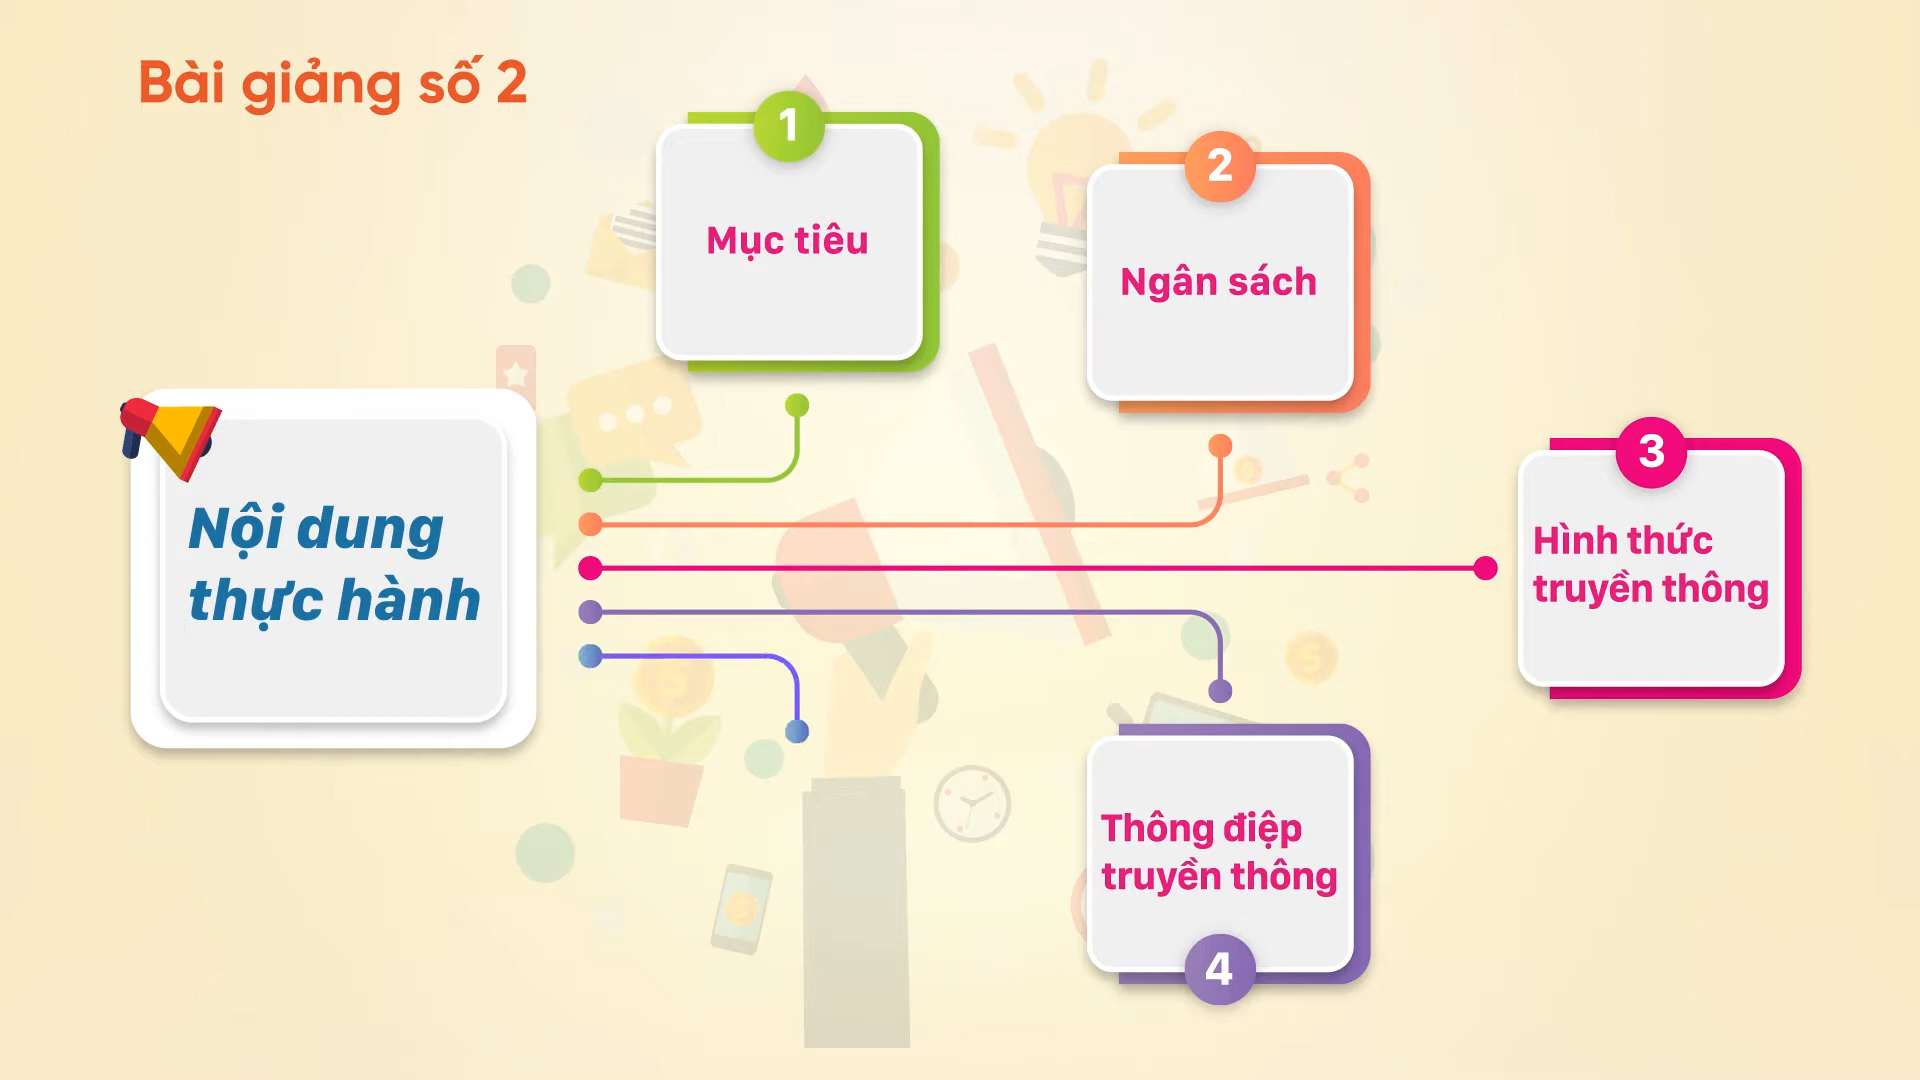 Bài giảng số 2
1
Mục tiêu
2
Ngân sách
3
Hình thức
truyền thông
Nội dung
thực hành
Thông điệp
truyền thông
4